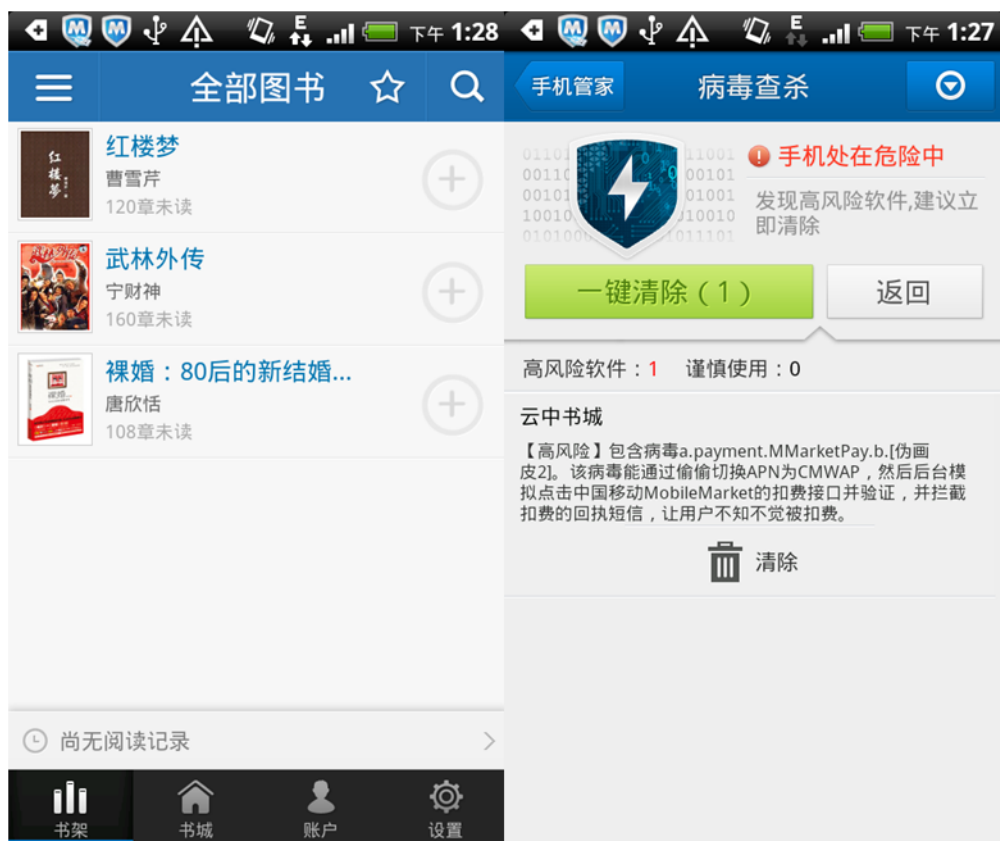 下午 1:28
全部图书
红楼梦
曹雪芹
120章未读
武林外传
宁财神
160章未读
裸婚：80后的新结婚...
唐欣恬
108章未读
尚无阅读记录
书架
书城
账户
设置
下午 1:27
手机管家
病毒查杀
手机处在危险中
发现高风险软件,建议立
即清除
一键清除（1）
返回
高风险软件：1 谨慎使用：0
云中书城
【高风险】包含病毒a.payment.MMarketPay.b.[伪画
皮2]。该病毒能通过偷偷切换APN为CMWAP，然后后台模
拟点击中国移动MobileMarket的扣费接口并验证，并拦截
扣费的回执短信，让用户不知不觉被扣费。
清除